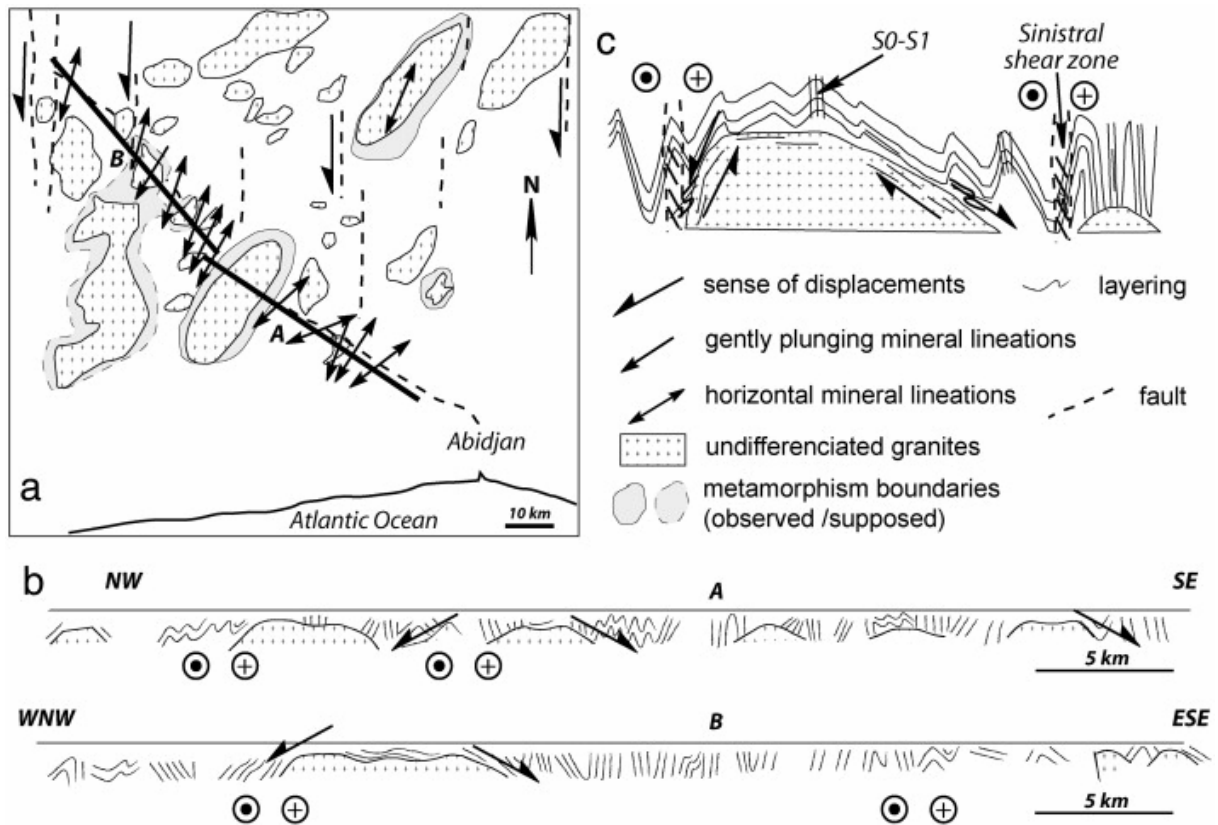 a
B
A
N
Abidjan
Atlantic Ocean
10 km
c
S0-S1
Sinistral
shear zone
sense of displacements
layering
gently plunging mineral lineations
horizontal mineral lineations
fault
undifferenciated granites
metamorphism boundaries
(observed /supposed)
b
NW
A
SE
5 km
WNW
B
ESE
5 km